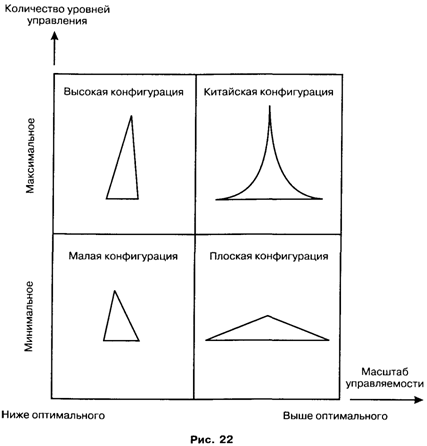 Количество уровней
управления
Максимальное
Высокая конфигурация
Китайская конфигурация
Минимальное
Малая конфигурация
Плоская конфигурация
Масштаб
управляемости
Ниже оптимального
Выше оптимального
Рис. 22